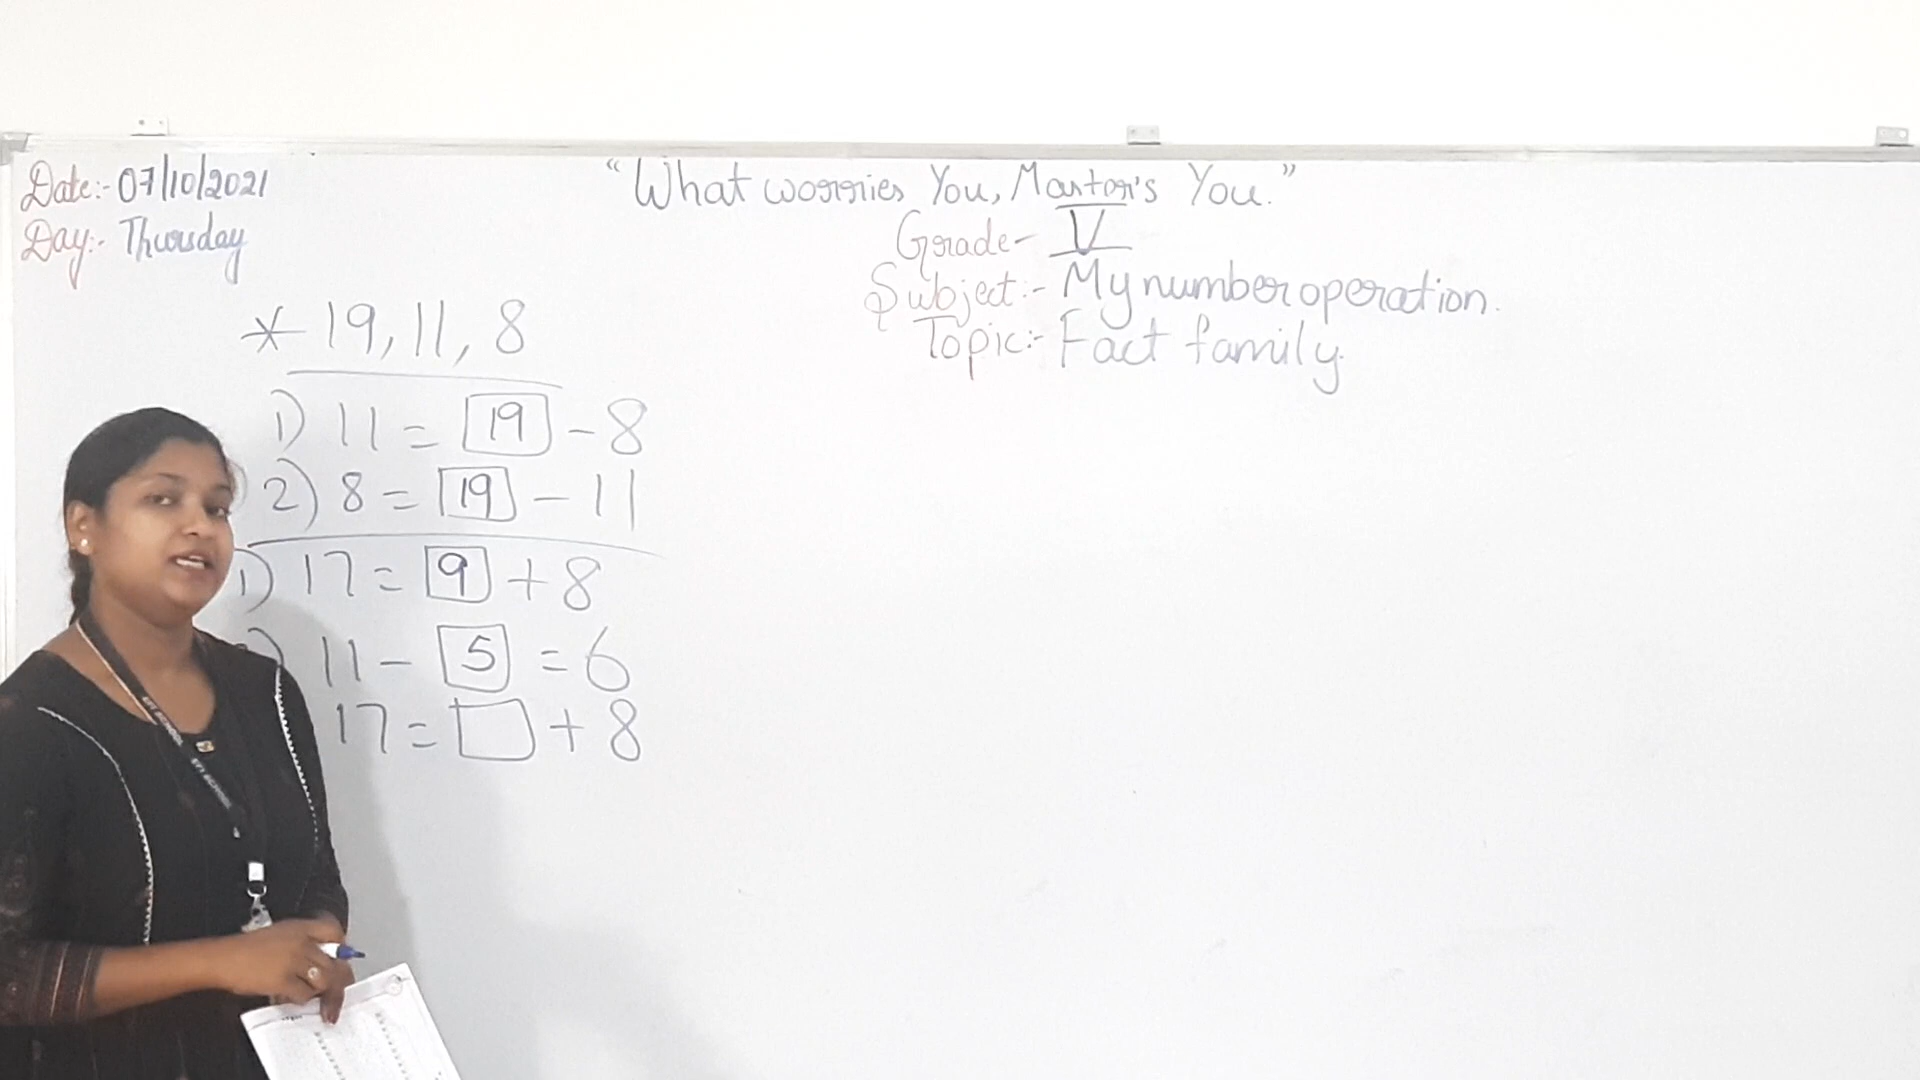 Date:- 07/10/2021
Day:- Thursday
"What worries You, Master's You."
Grade- V
Subject:- My number operation.
Topic:- Fact family.
* 19, 11, 8
1) 11 = 19 - 8
2) 8 = 19 - 11
1) 17 = 9 + 8
2) 11 - 5 = 6
17 = □ + 8